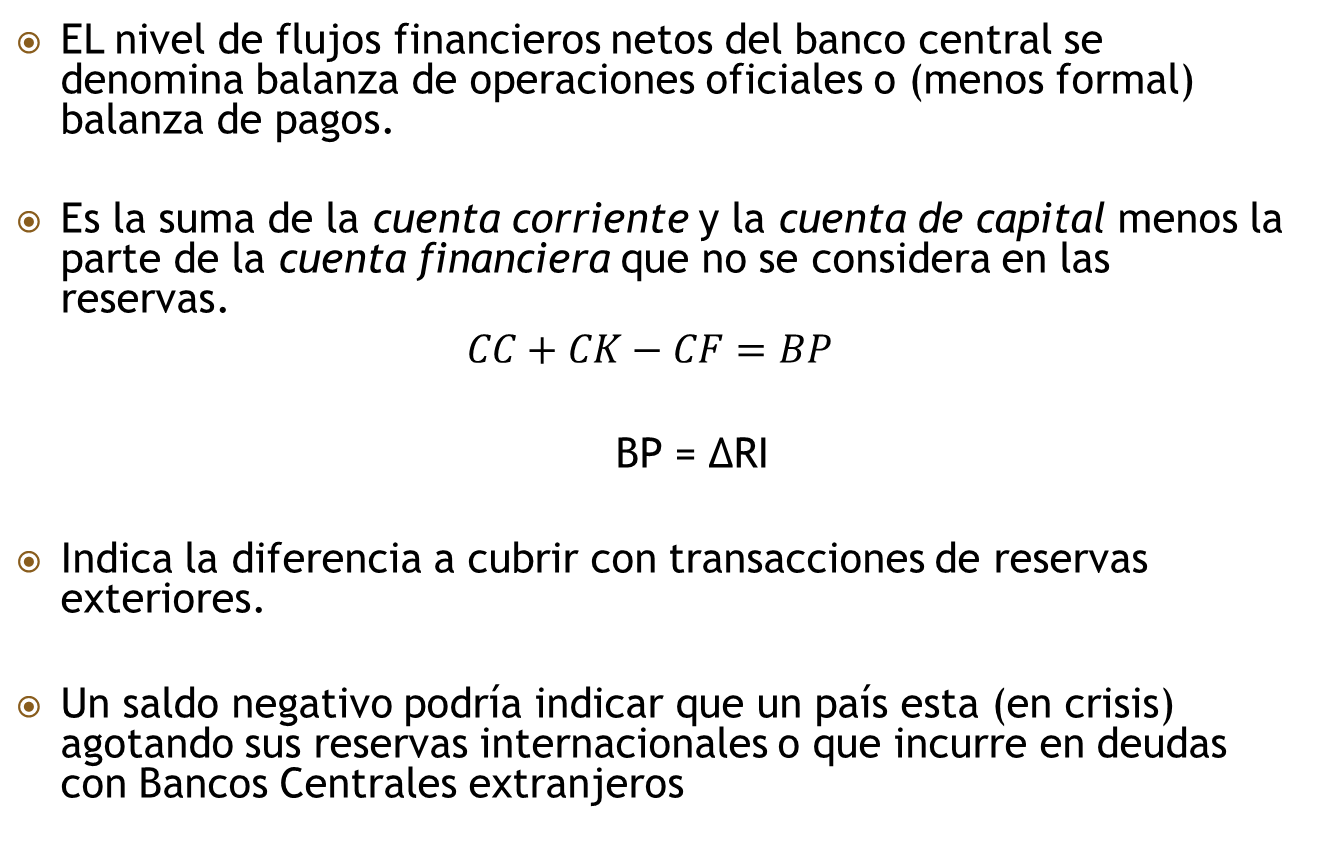 EL nivel de flujos financieros netos del banco central se
denomina balanza de operaciones oficiales o (menos formal)
balanza de pagos.
Es la suma de la cuenta corriente y la cuenta de capital menos la
parte de la cuenta financiera que no se considera en las
reservas.
CC + CK − CF = BP
BP = ΔRI
Indica la diferencia a cubrir con transacciones de reservas
exteriores.
Un saldo negativo podría indicar que un país esta (en crisis)
agotando sus reservas internacionales o que incurre en deudas
con Bancos Centrales extranjeros